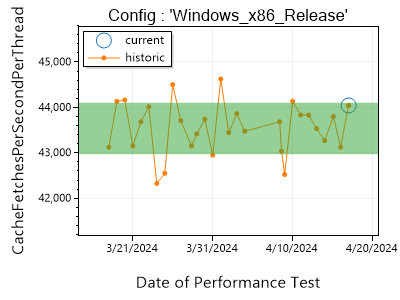 Config : 'Windows_x86_Release'
current
historic
CacheFetchesPerSecondPerThread
45,000
44,000
43,000
42,000
3/21/2024
3/31/2024
4/10/2024
4/20/2024
Date of Performance Test